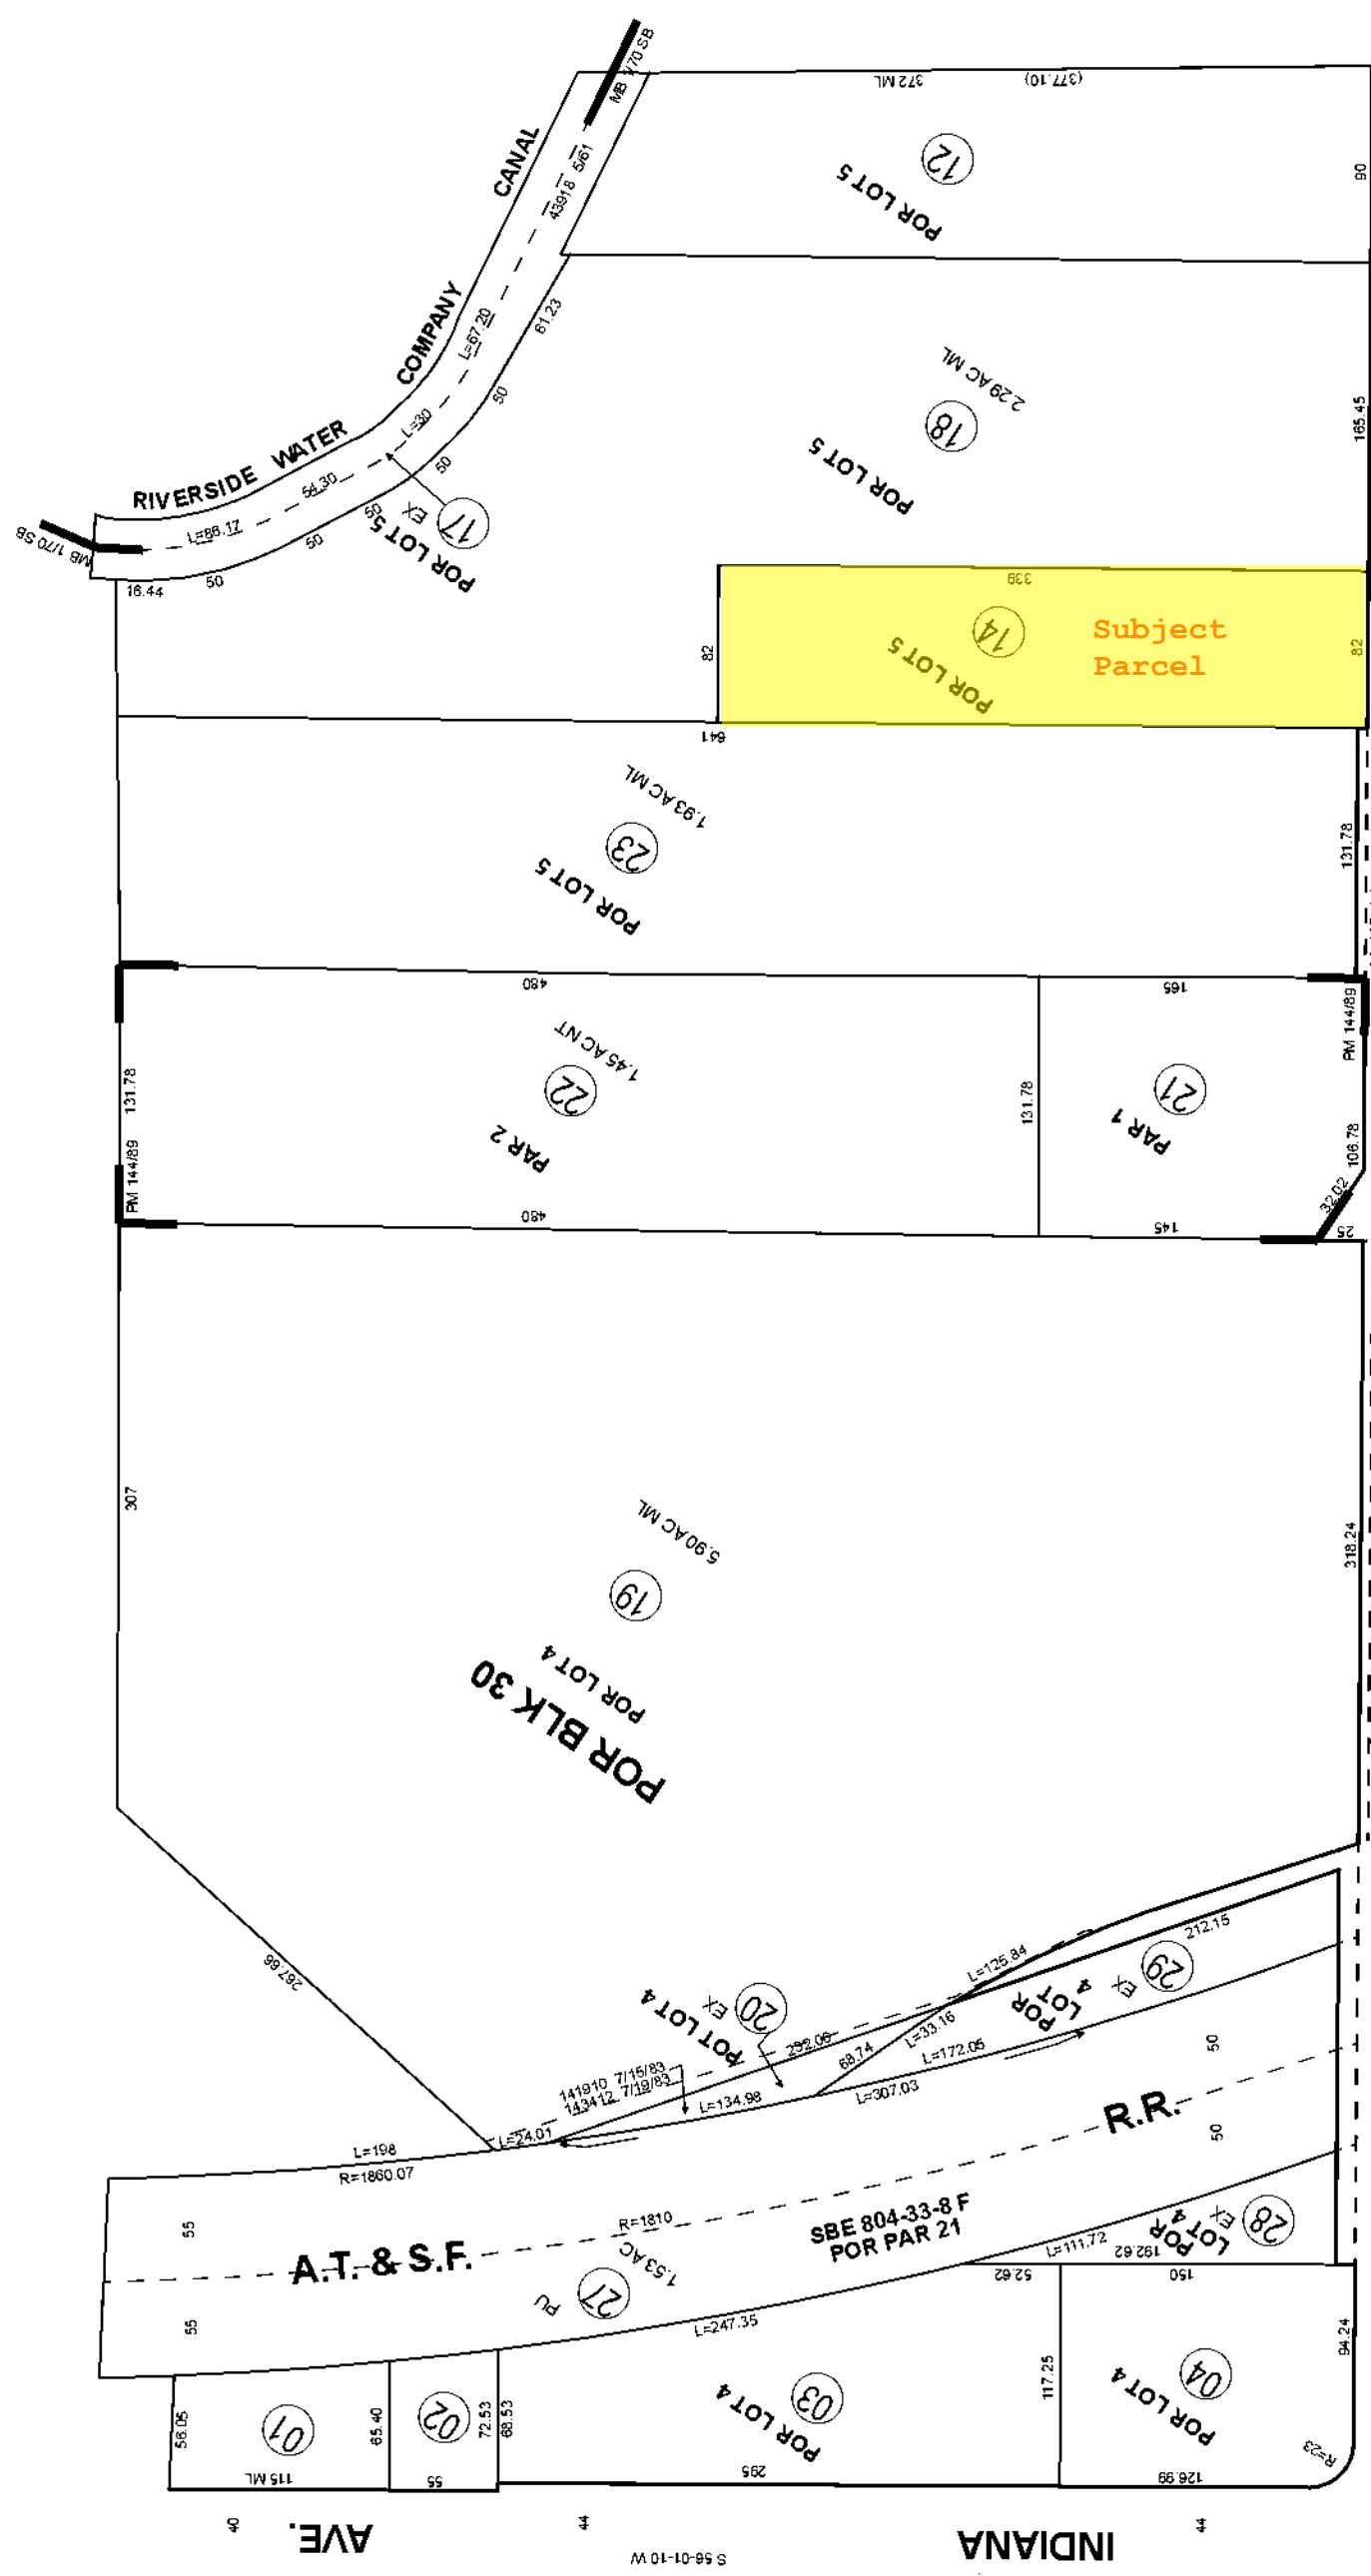 MB 1/70 SB
372 ML
(377.10)
CANAL
43918 5/61
12
POR LOT 5
90
COMPANY
L=67.20
61.23
2.29 AC ML
18
POR LOT 5
165.45
RIVERSIDE WATER
L=30
54.30
L=86.17
50
50
50
50
50
EX
17
POR LOT 5
MB 1/70 SB
16.44
339
14
POR LOT 5
Subject
Parcel
82
82
641
1.93 AC ML
23
POR LOT 5
131.78
480
165
1.45 AC NT
22
PAR 2
131.78
PM 144/89
131.78
21
PAR 1
PM 144/89
106.78
32.02
25
480
145
307
5.90 AC ML
19
POR LOT 4
POR BLK 30
318.24
267.66
212.15
L=125.84
29
EX
POR
LOT 4
20
EX
POT LOT 4
292.06
L=33.16
68.74
L=172.05
141910 7/15/83
143412 7/19/83
L=134.98
L=307.03
L=24.01
L=198
R=1860.07
50
50
R.R.
55
55
R=1810
A.T. & S.F.
SBE 804-33-8 F
POR PAR 21
1.53 AC
27
PU
L=247.35
L=111.72
192.62
28
EX
POR
LOT 4
52.62
150
94.24
56.05
01
65.40
02
72.53
68.53
03
POR LOT 4
117.25
04
POR LOT 4
R=23
115 ML
55
295
126.99
40
44
44
AVE.
INDIANA
S 56-01-10 W